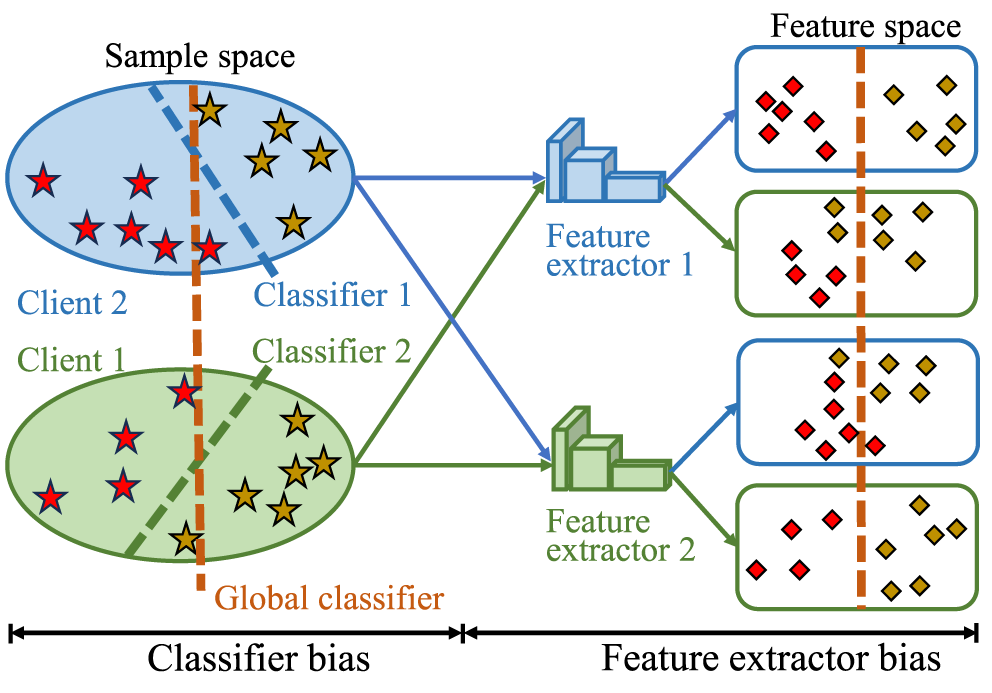 Sample space
Feature space
Client 2
Classifier 1
Feature
extractor 1
Client 1
Classifier 2
Feature
extractor 2
Global classifier
Classifier bias
Feature extractor bias